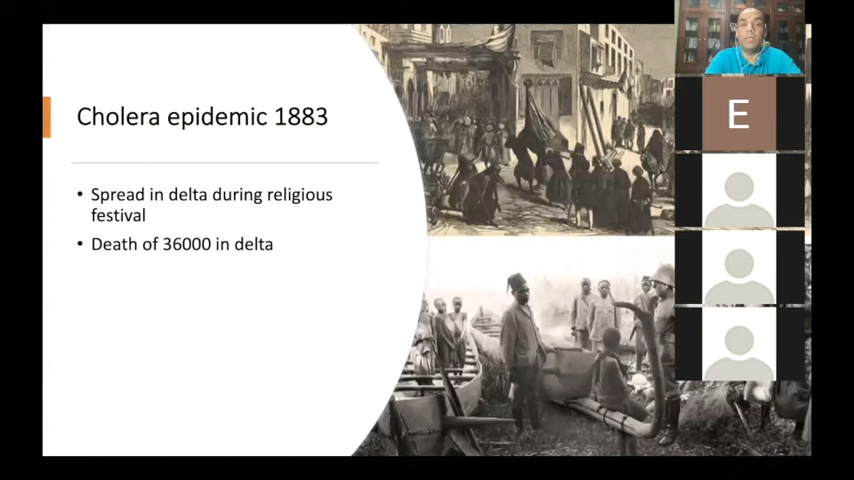 Cholera epidemic 1883
• Spread in delta during religious
festival
• Death of 36000 in delta
E